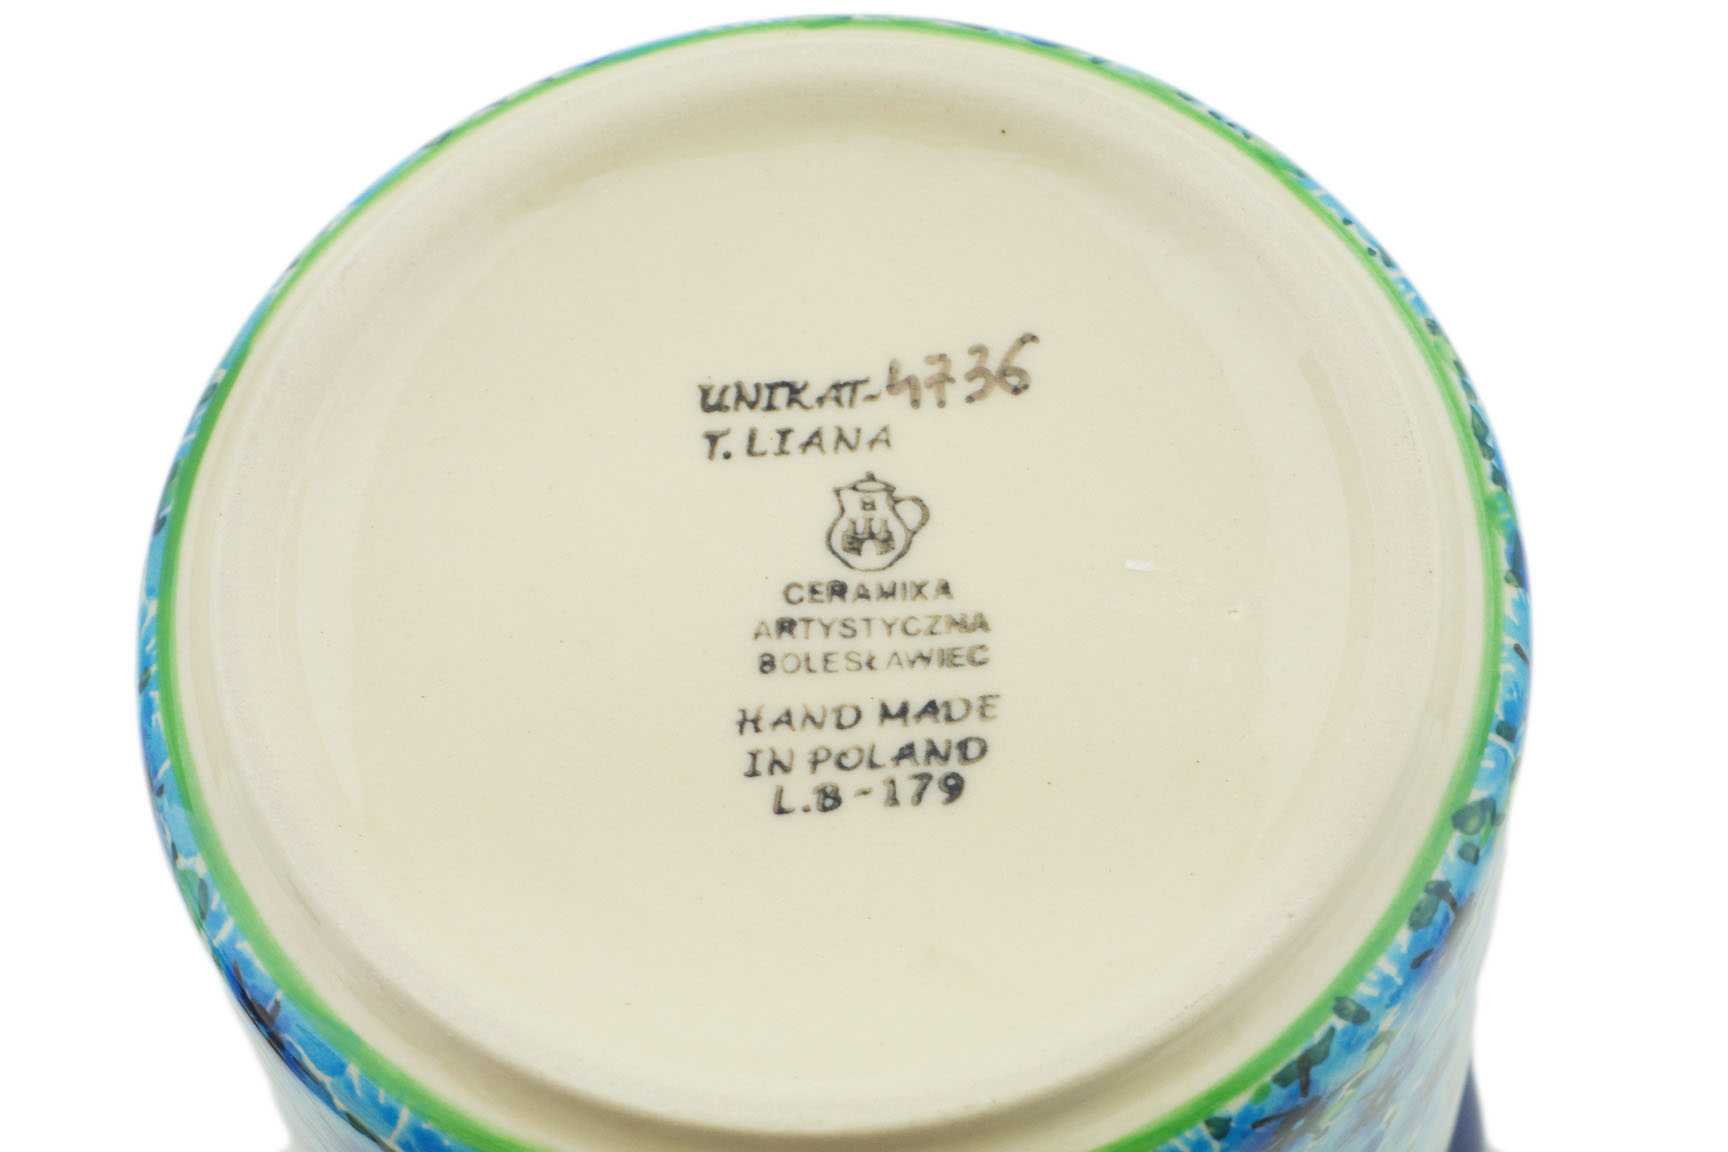 UNIKAT-4736
T. LIANA
B
CERAMIKA
ARTYSTYCZNA
BOLESŁAWIEC
HAND MADE
IN POLAND
L.B-179